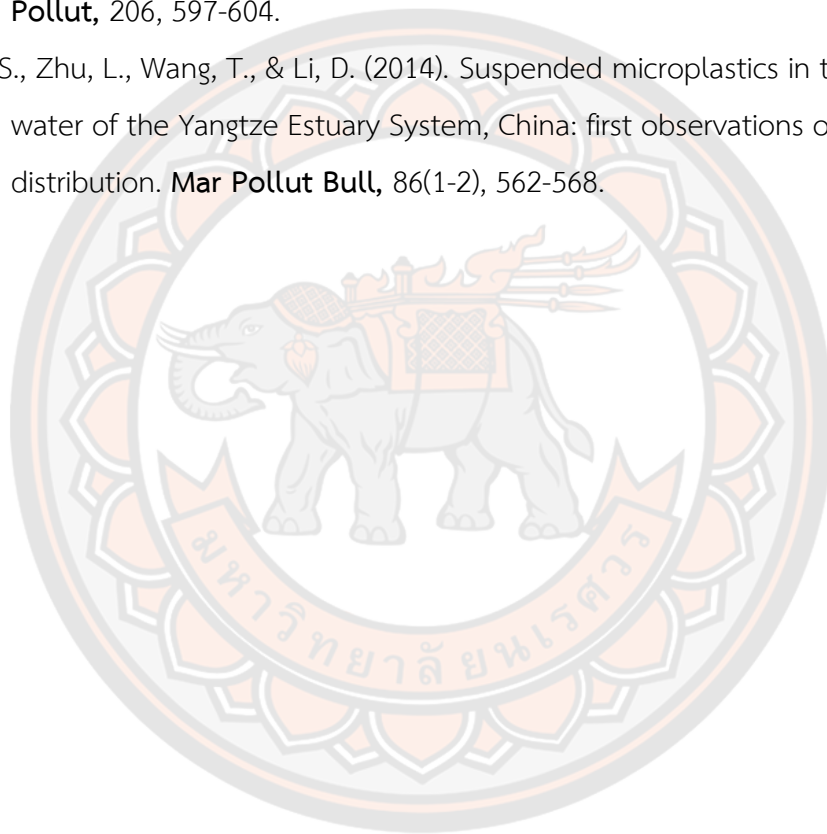 Pollut, 206, 597-604.
S., Zhu, L., Wang, T., & Li, D. (2014). Suspended microplastics in t
water of the Yangtze Estuary System, China: first observations o
distribution. Mar Pollut Bull, 86(1-2), 562-568.
มหาวิทยาลัยนเรศวร